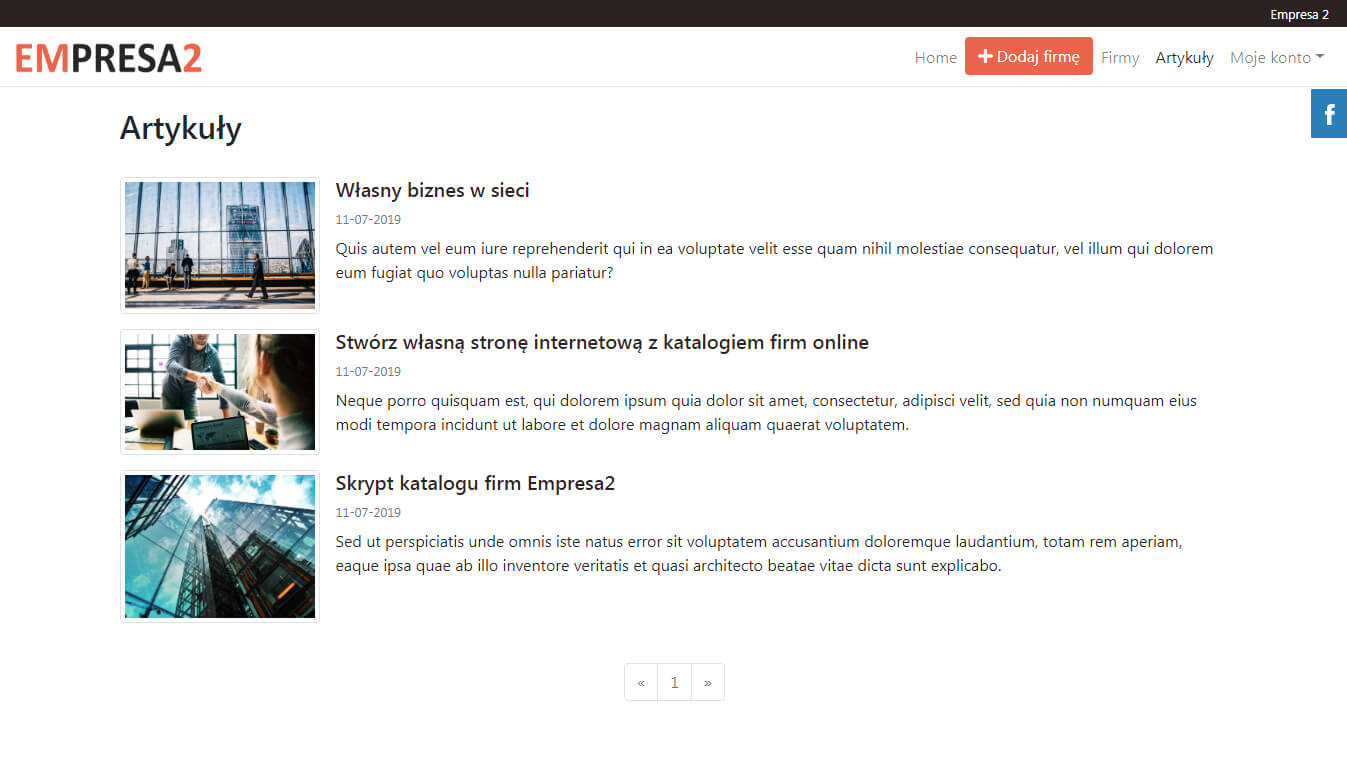 Empresa 2
EMPRESA2
Home
Dodaj firmę
Firmy
Artykuły
Moje konto
Artykuły
Własny biznes w sieci
11-07-2019
Quis autem vel eum iure reprehenderit qui in ea voluptate velit esse quam nihil molestiae consequatur, vel illum qui dolorem
eum fugiat quo voluptas nulla pariatur?
Stwórz własną stronę internetową z katalogiem firm online
11-07-2019
Neque porro quisquam est, qui dolorem ipsum quia dolor sit amet, consectetur, adipisci velit, sed quia non numquam eius
modi tempora incidunt ut labore et dolore magnam aliquam quaerat voluptatem.
Skrypt katalogu firm Empresa2
11-07-2019
Sed ut perspiciatis unde omnis iste natus error sit voluptatem accusantium doloremque laudantium, totam rem aperiam,
eaque ipsa quae ab illo inventore veritatis et quasi architecto beatae vitae dicta sunt explicabo.
« 1 »